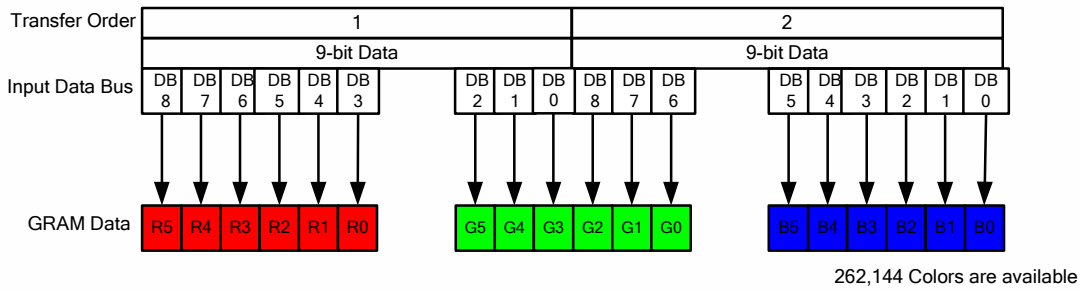 Transfer Order 1 2
9-bit Data 9-bit Data
Input Data Bus DB 8 DB 7 DB 6 DB 5 DB 4 DB 3 DB 2 DB 1 DB 0 DB 8 DB 7 DB 6 DB 5 DB 4 DB 3 DB 2 DB 1 DB 0
GRAM Data R5 R4 R3 R2 R1 R0 G5 G4 G3 G2 G1 G0 B5 B4 B3 B2 B1 B0
262,144 Colors are available